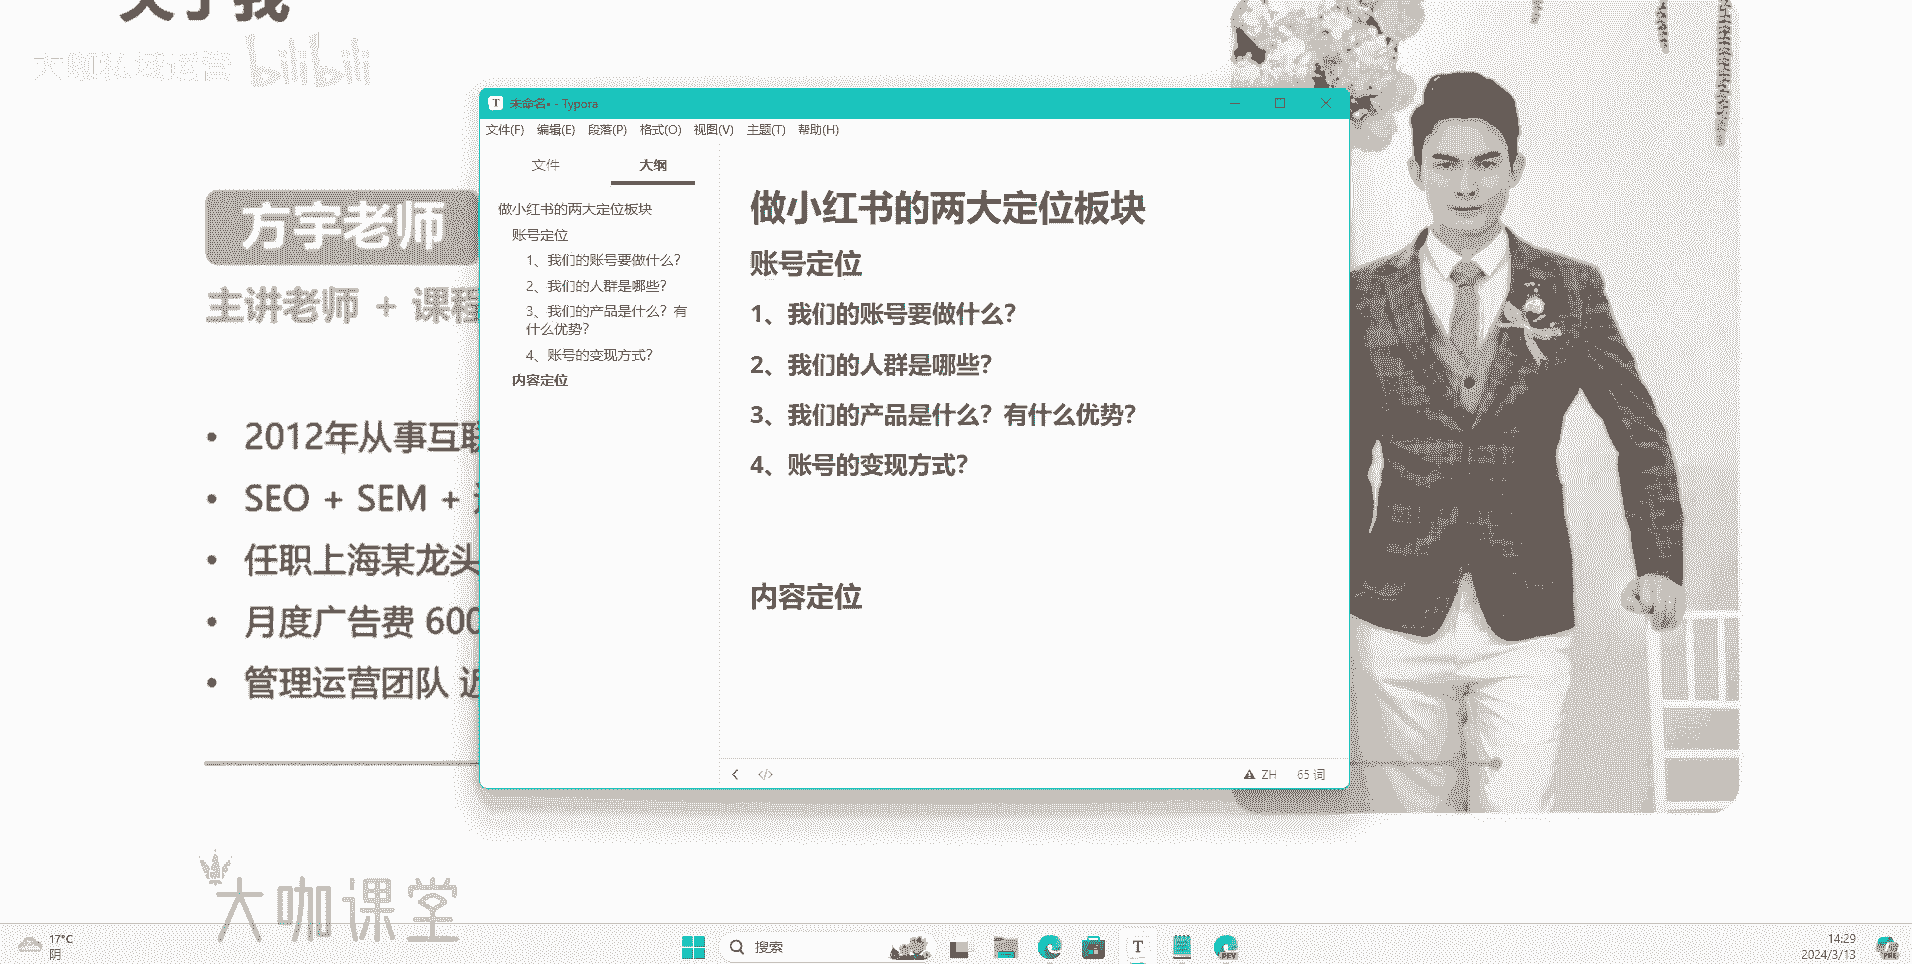 关于我
大咖私域运营 bilibili
方宇老师
主讲老师 + 课程
2012年从事互联
SEO + SEM +
任职上海某龙头
月度广告费 600
管理运营团队 近
大咖课堂
未命名• - Typora
文件(F) 编辑(E) 段落(P) 格式(O) 视图(V) 主题(T) 帮助(H)
文件 大纲
做小红书的两大定位板块
账号定位
1、我们的账号要做什么？
2、我们的人群是哪些？
3、我们的产品是什么？有
什么优势？
4、账号的变现方式？
内容定位
做小红书的两大定位板块
账号定位
1、我们的账号要做什么？
2、我们的人群是哪些？
3、我们的产品是什么？有什么优势？
4、账号的变现方式？
内容定位
ZH 65 词
17°C
阴
搜索
14:29
2024/3/13